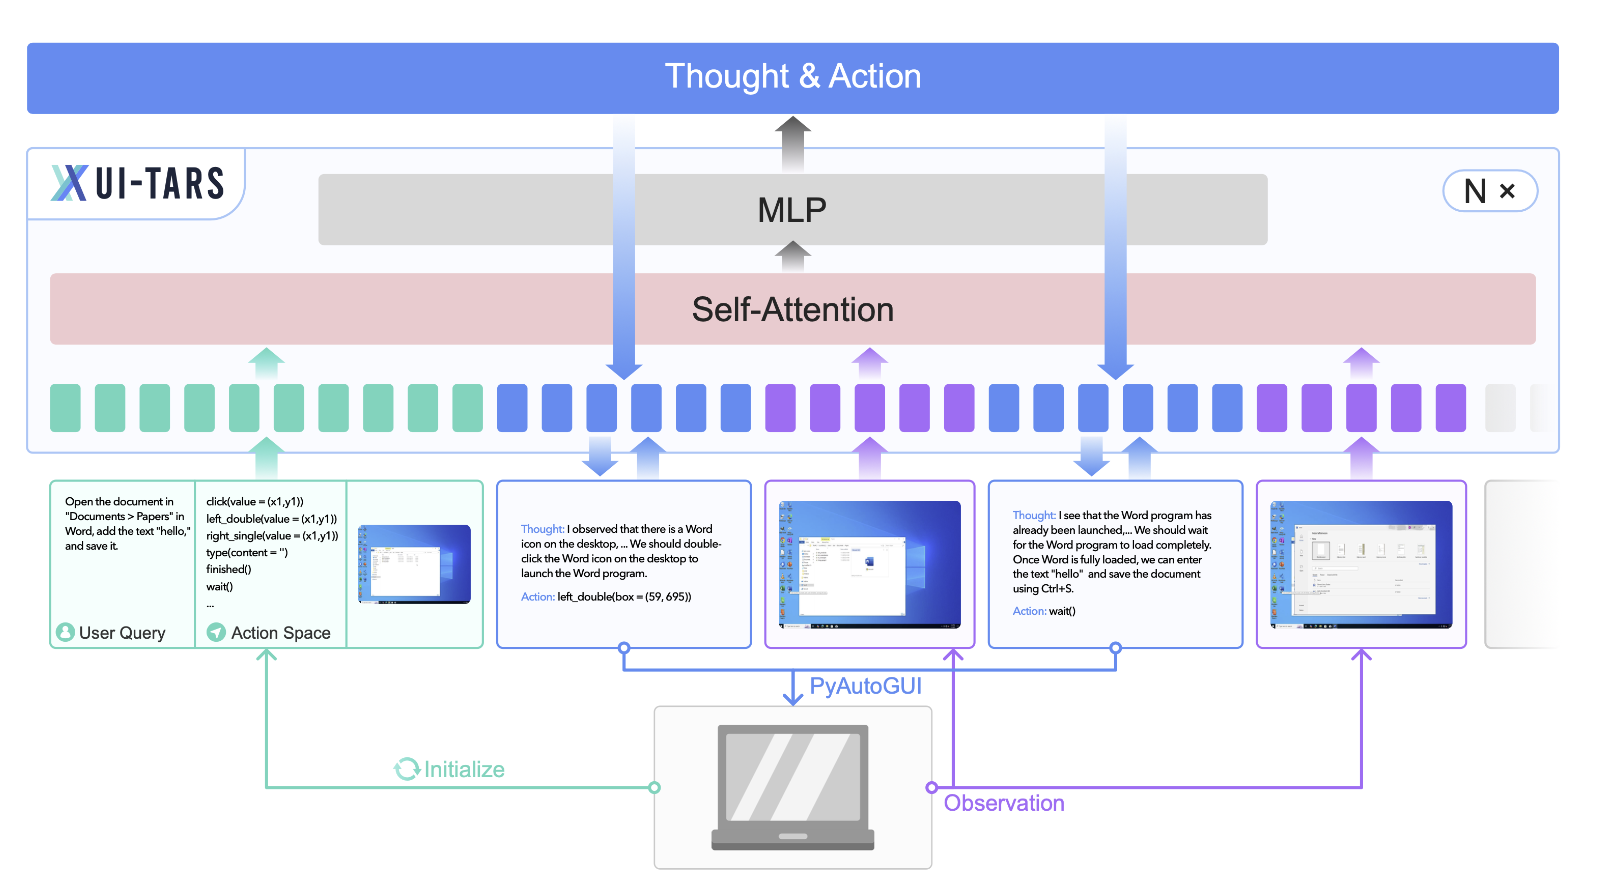 Thought & Action
UI-TARS
MLP
N ×
Self-Attention
Open the document in
"Documents > Papers" in
Word, add the text "hello,"
and save it.
User Query
click(value = (x1,y1))
left_double(value = (x1,y1))
right_single(value = (x1,y1))
type(content = '')
finished()
wait()
...
Action Space
Thought: I observed that there is a Word
icon on the desktop, ... We should double-
click the Word icon on the desktop to
launch the Word program.
Action: left_double(box = (59, 695))
Thought: I see that the Word program has
already been launched,... We should wait
for the Word program to load completely.
Once Word is fully loaded, we can enter
the text "hello" and save the document
using Ctrl+S.
Action: wait()
PyAutoGUI
Initialize
Observation